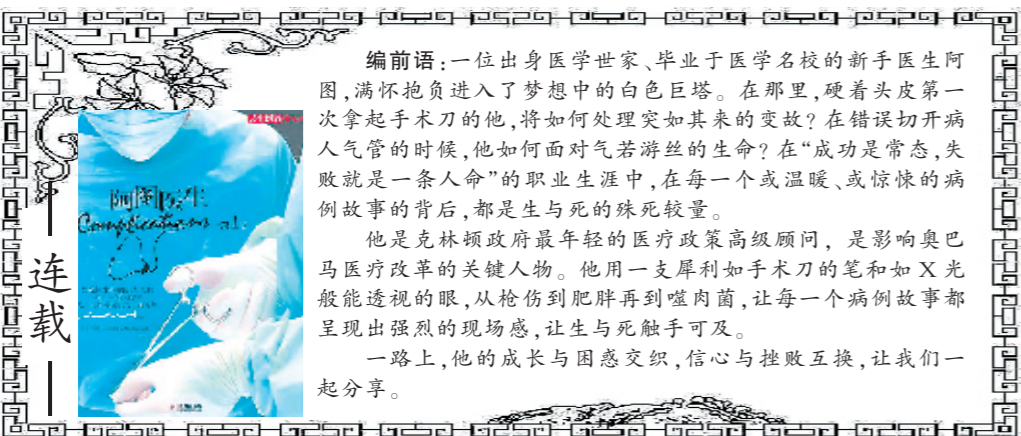 编前语:一位出身医学世家、毕业于医学名校的新手医生阿
图,满怀抱负进入了梦想中的白色巨塔。在那里,硬着头皮第一
次拿起手术刀的他,将如何处理突如其来的变故?在错误切开病
人气管的时候,他如何面对气若游丝的生命?在“成功是常态,失
败就是一条人命”的职业生涯中,在每一个或温暖、或惊悚的病
例故事的背后,都是生与死的殊死较量。
他是克林顿政府最年轻的医疗政策高级顾问,是影响奥巴
马医疗改革的关键人物。他用一支犀利如手术刀的笔和如 X 光
般能透视的眼,从枪伤到肥胖再到噬肉菌,让每一个病例故事都
呈现出强烈的现场感,让生与死触手可及。
一路上,他的成长与困惑交织,信心与挫败互换,让我们一
起分享。
连载
阿图医生
Complications